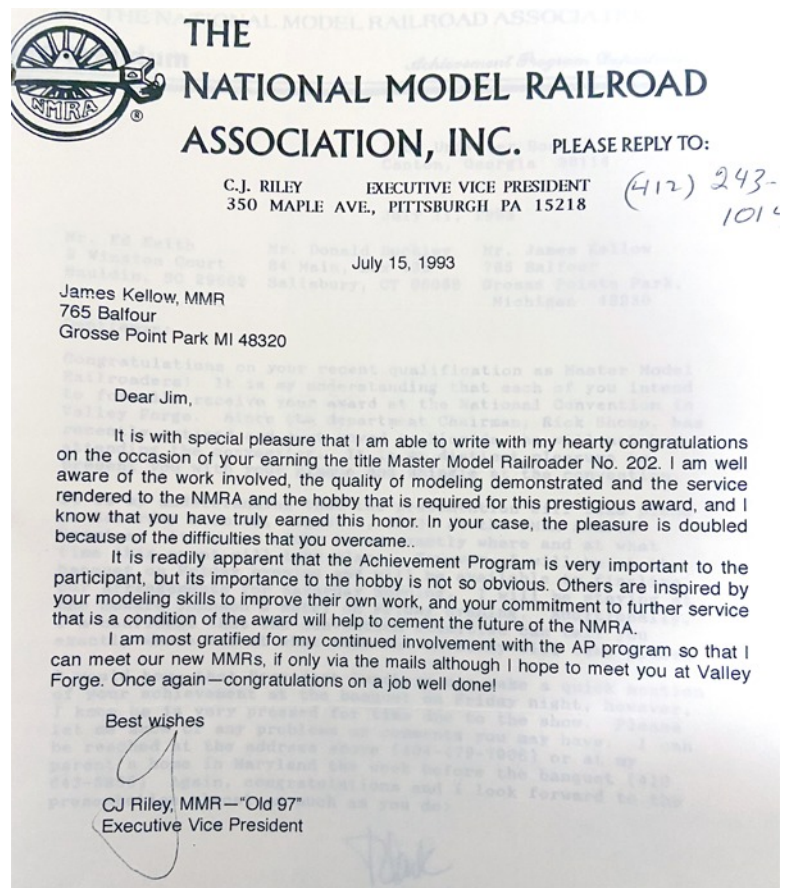 THE
NATIONAL MODEL RAILROAD
ASSOCIATION, INC. PLEASE REPLY TO:
NMRA
®
C.J. RILEY EXECUTIVE VICE PRESIDENT
350 MAPLE AVE., PITTSBURGH PA 15218
(412) 243-
101
July 15, 1993
James Kellow, MMR
765 Balfour
Grosse Point Park MI 48320
Dear Jim,
It is with special pleasure that I am able to write with my hearty congratulations
on the occasion of your earning the title Master Model Railroader No. 202. I am well
aware of the work involved, the quality of modeling demonstrated and the service
rendered to the NMRA and the hobby that is required for this prestigious award, and I
know that you have truly earned this honor. In your case, the pleasure is doubled
because of the difficulties that you overcame..
It is readily apparent that the Achievement Program is very important to the
participant, but its importance to the hobby is not so obvious. Others are inspired by
your modeling skills to improve their own work, and your commitment to further service
that is a condition of the award will help to cement the future of the NMRA.
I am most gratified for my continued involvement with the AP program so that I
can meet our new MMRs, if only via the mails although I hope to meet you at Valley
Forge. Once again—congratulations on a job well done!
Best wishes
CJ Riley, MMR—“Old 97”
Executive Vice President